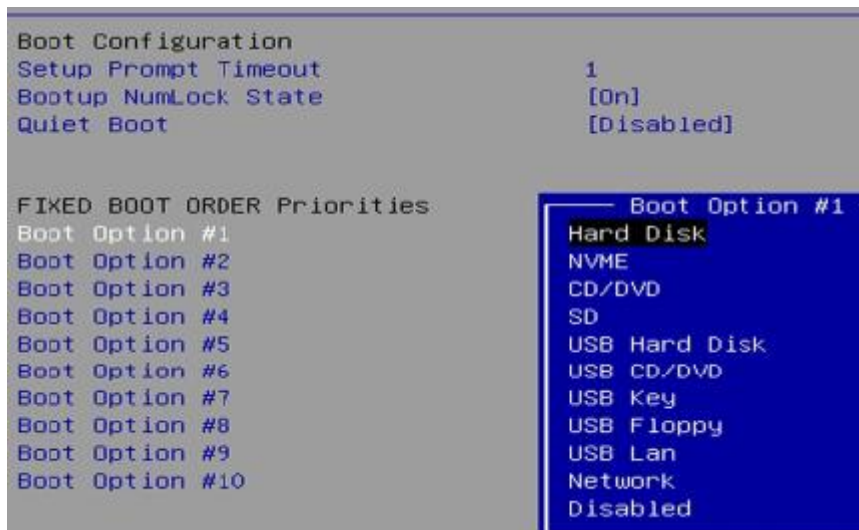 Boot Configuration
Setup Prompt Timeout 1
Bootup NumLock State [On]
Quiet Boot [Disabled]
FIXED BOOT ORDER Priorities
Boot Option #1
Boot Option #2
Boot Option #3
Boot Option #4
Boot Option #5
Boot Option #6
Boot Option #7
Boot Option #8
Boot Option #9
Boot Option #10
Boot Option #1
Hard Disk
NVME
CD/DVD
SD
USB Hard Disk
USB CD/DVD
USB Key
USB Floppy
USB Lan
Network
Disabled